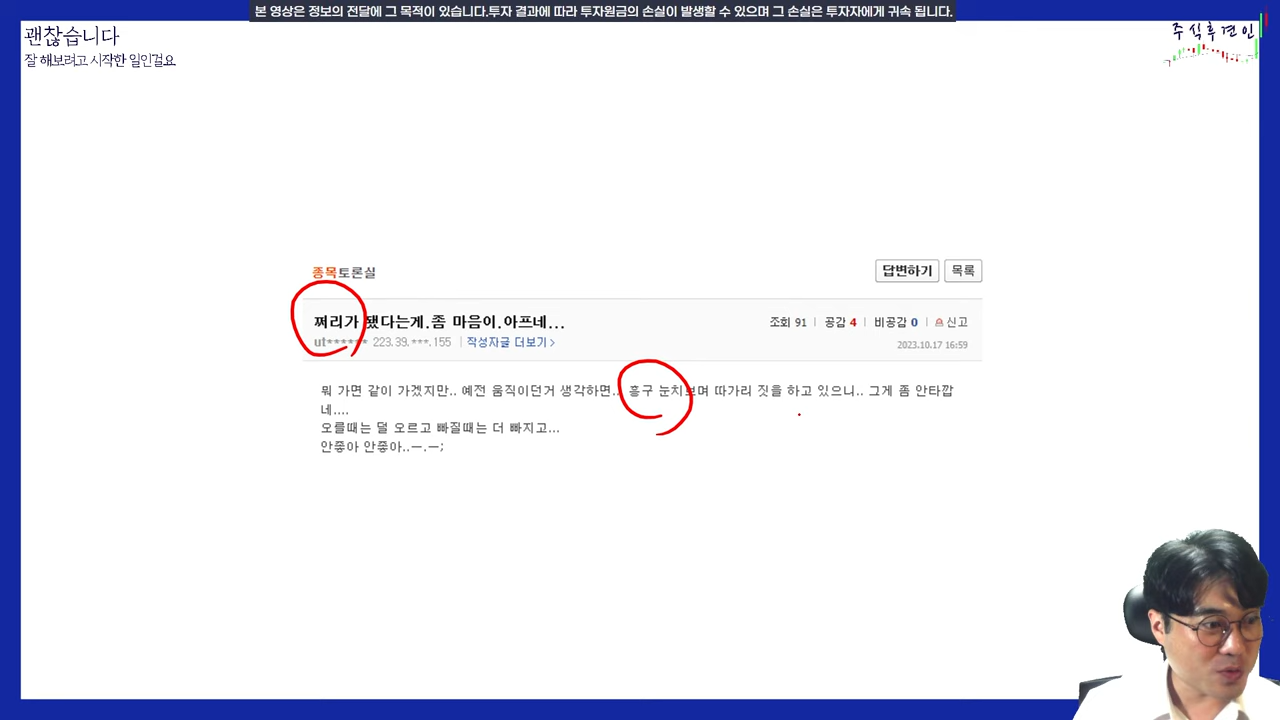 본 영상은 정보의 전달에 그 목적이 있습니다.투자 결과에 따라 투자원금의 손실이 발생할 수 있으며 그 손실은 투자자에게 귀속 됩니다.
괜찮습니다
잘 해보려고 시작한 일인걸요
주식후견인
종목토론실
답변하기 목록
쩌리가 됐다는게.좀 마음이.아프네...
조회 91 | 공감 4 | 비공감 0 | 신고
ut****** 223.39.***.155 | 작성자글 더보기 >
2023.10.17 16:59
뭐 가면 같이 가겠지만.. 예전 움직이던거 생각하면.. 흥구 눈치보며 따가리 짓을 하고 있으니.. 그게 좀 안타깝
네....
오를때는 덜 오르고 빠질때는 더 빠지고...
안좋아 안좋아..ㅡ.ㅡ;